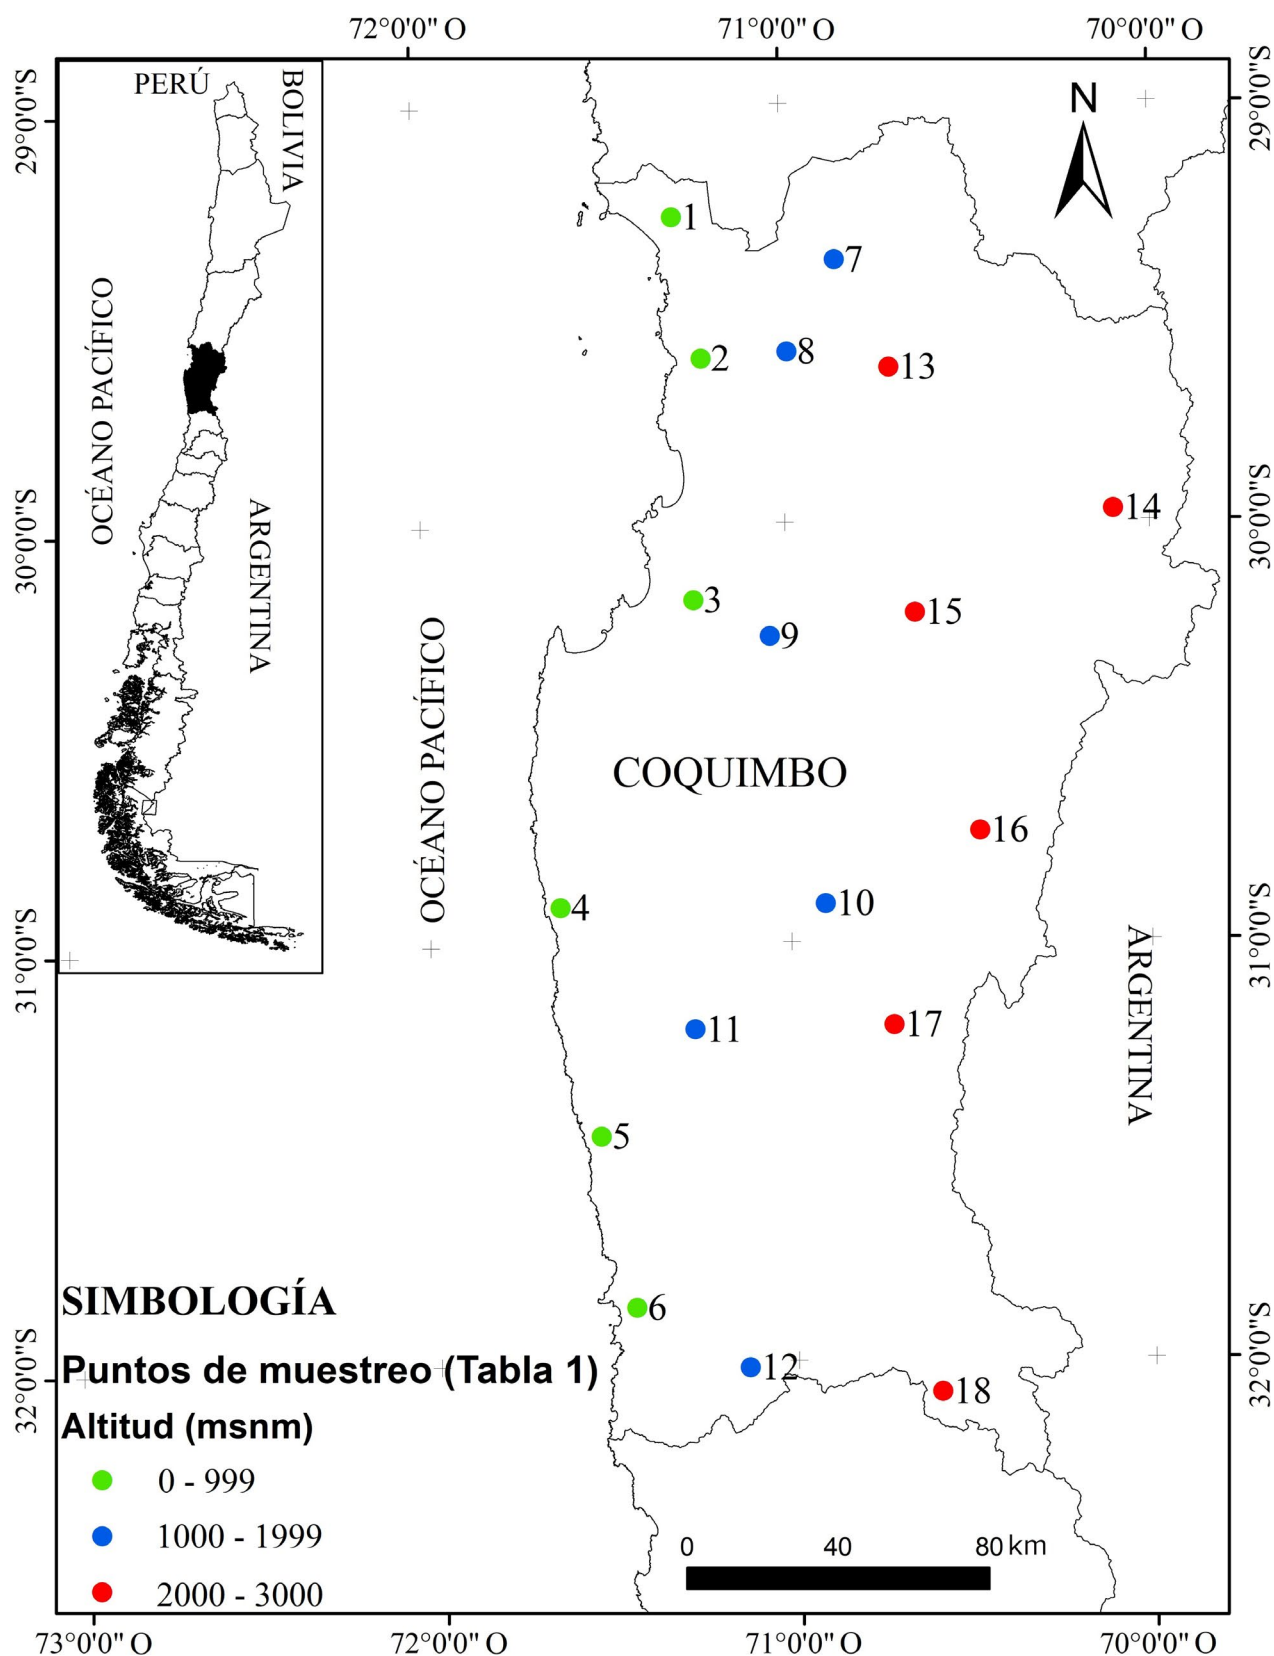 72°0'0" O
71°0'0" O
70°0'0" O
29°0'0"S
29°0'0"S
PERÚ
BOLIVIA
N
1
7
2
8
13
OCÉANO PACÍFICO
ARGENTINA
14
30°0'0"S
30°0'0"S
3
15
9
OCÉANO PACÍFICO
COQUIMBO
16
10
4
31°0'0"S
31°0'0"S
ARGENTINA
11
17
5
SIMBOLOGÍA
6
Puntos de muestreo (Tabla 1)
12
18
32°0'0"S
32°0'0"S
Altitud (msnm)
0 - 999
1000 - 1999
2000 - 3000
0 40 80 km
73°0'0" O
72°0'0" O
71°0'0" O
70°0'0" O